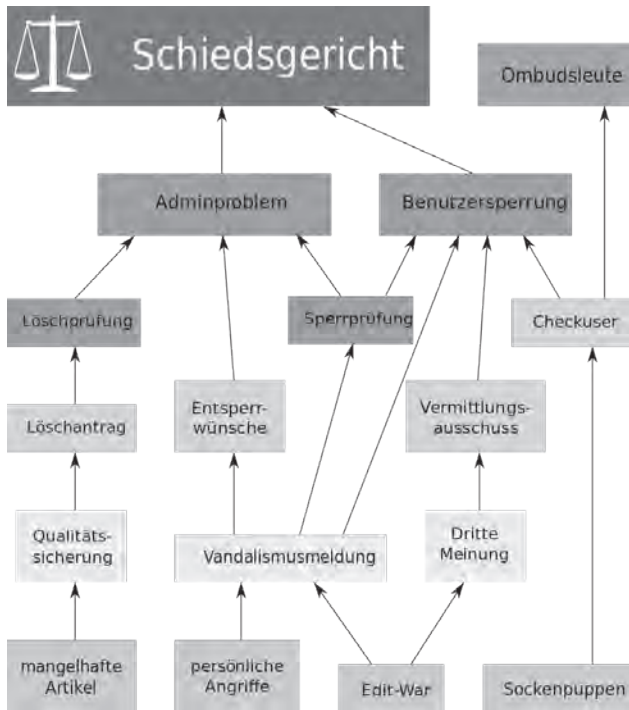 Schiedsgericht
Ombudsleute
Adminproblem
Benutzersperrung
Löschprüfung
Sperrprüfung
Checkuser
Löschantrag
Entsperr-
wünsche
Vermittlungs-
ausschuss
Qualitäts-
sicherung
Vandalismusmeldung
Dritte
Meinung
mangelhafte
Artikel
persönliche
Angriffe
Edit-War
Sockenpuppen